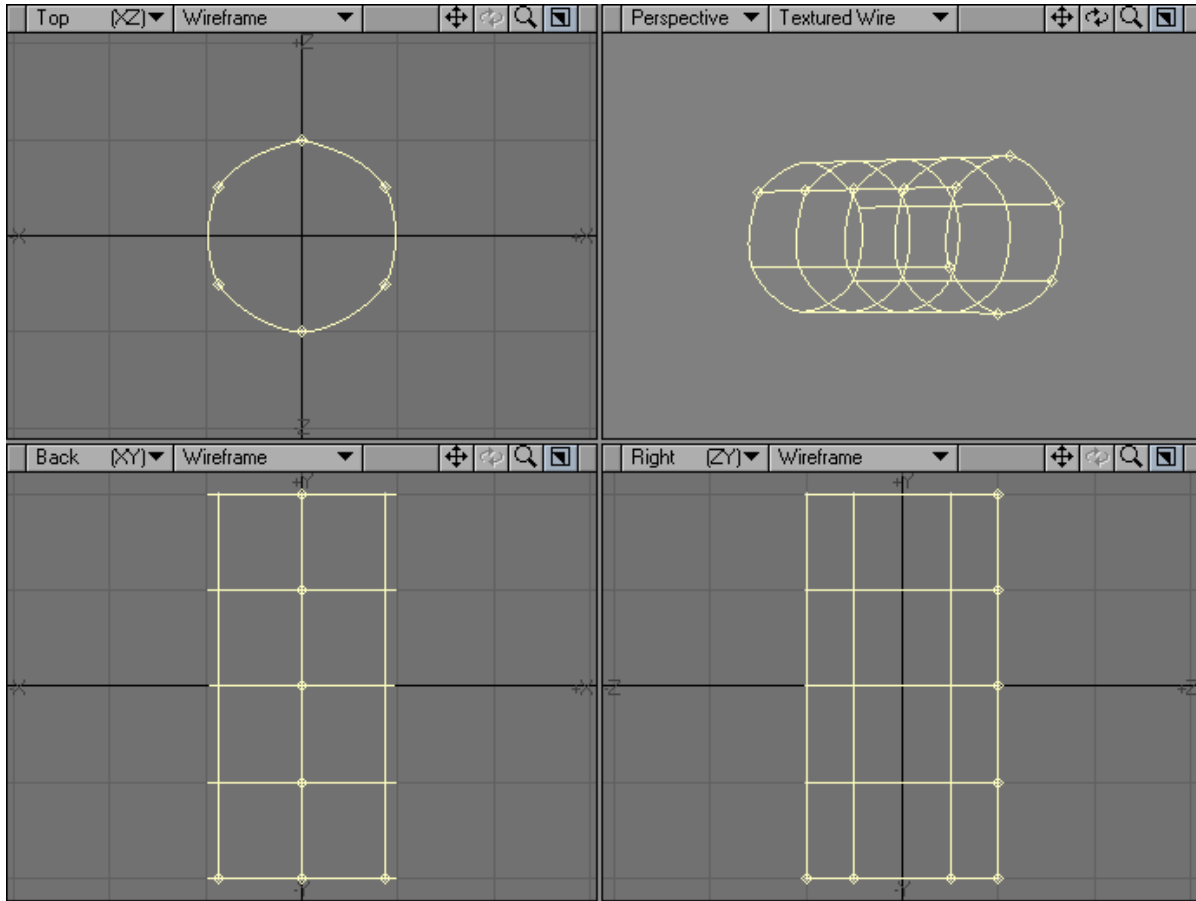 Top (XZ) Wireframe
Perspective Textured Wire
+Z
-X +X
-Z
Back (XY) Wireframe
Right (ZY) Wireframe
+Y +Y
-X +X -Z +Z
-Y -Y